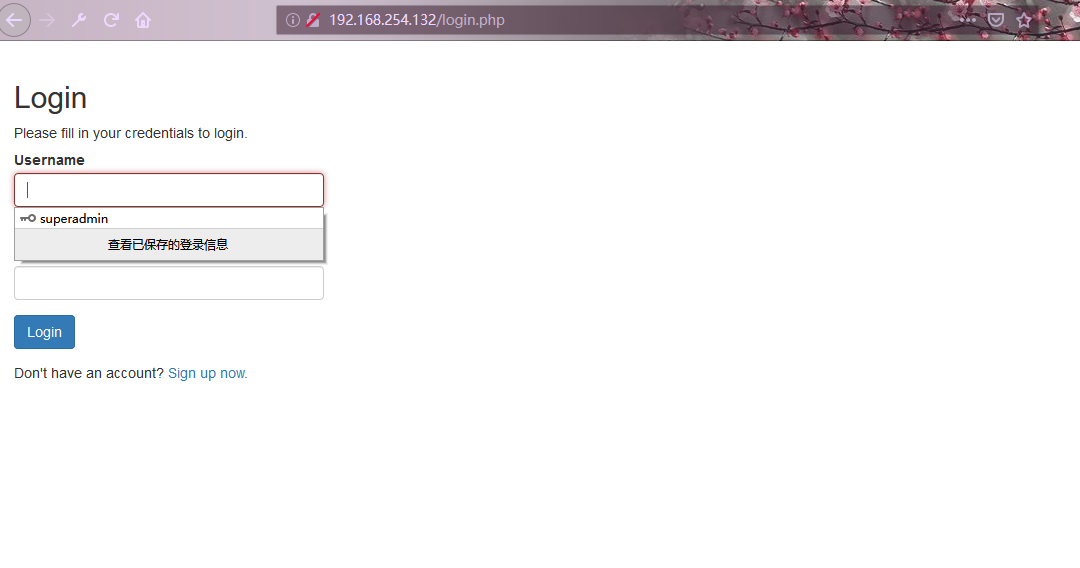 192.168.254.132/login.php
Login
Please fill in your credentials to login.
Username
superadmin
查看已保存的登录信息
Login
Don't have an account? Sign up now.